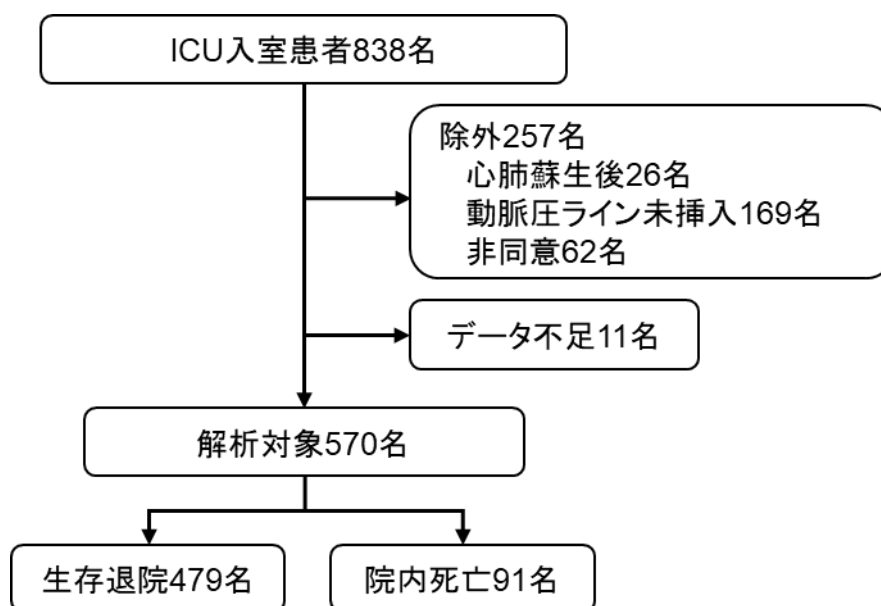 ICU入室患者838名
除外257名
心肺蘇生後26名
動脈圧ライン未挿入169名
非同意62名
データ不足11名
解析対象570名
生存退院479名
院内死亡91名